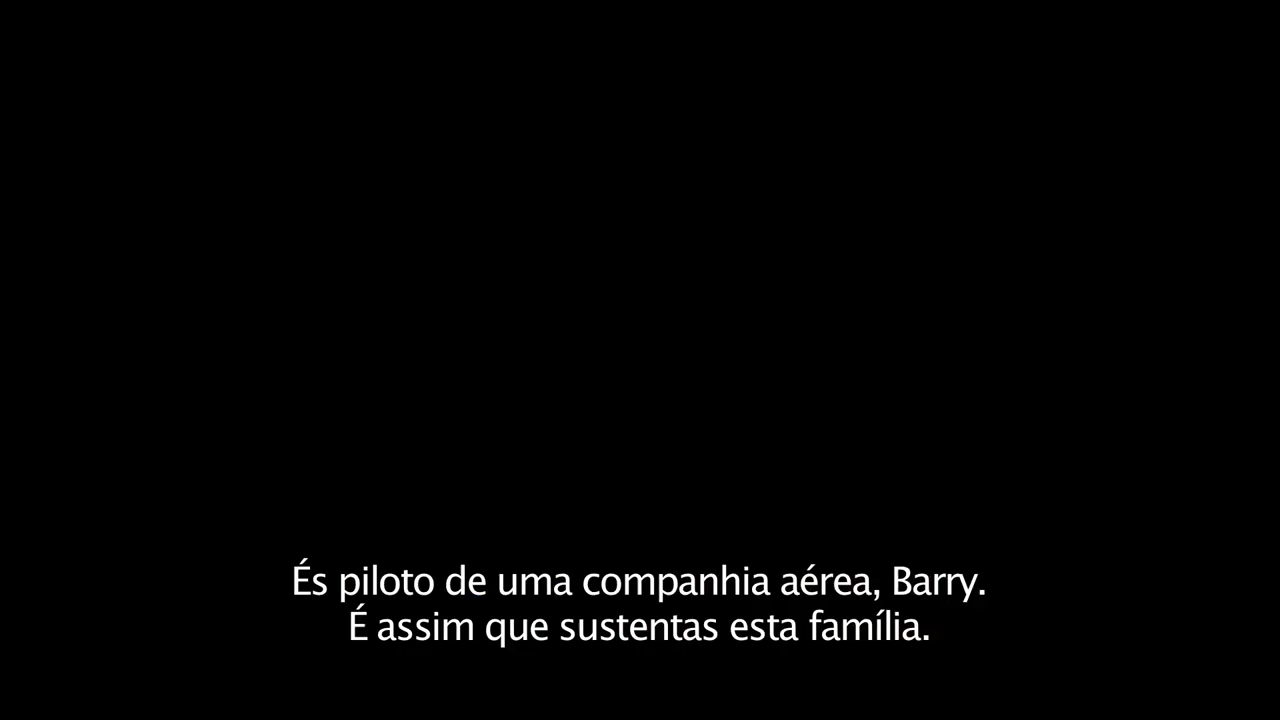 És piloto de uma companhia aérea, Barry.
É assim que sustentas esta família.